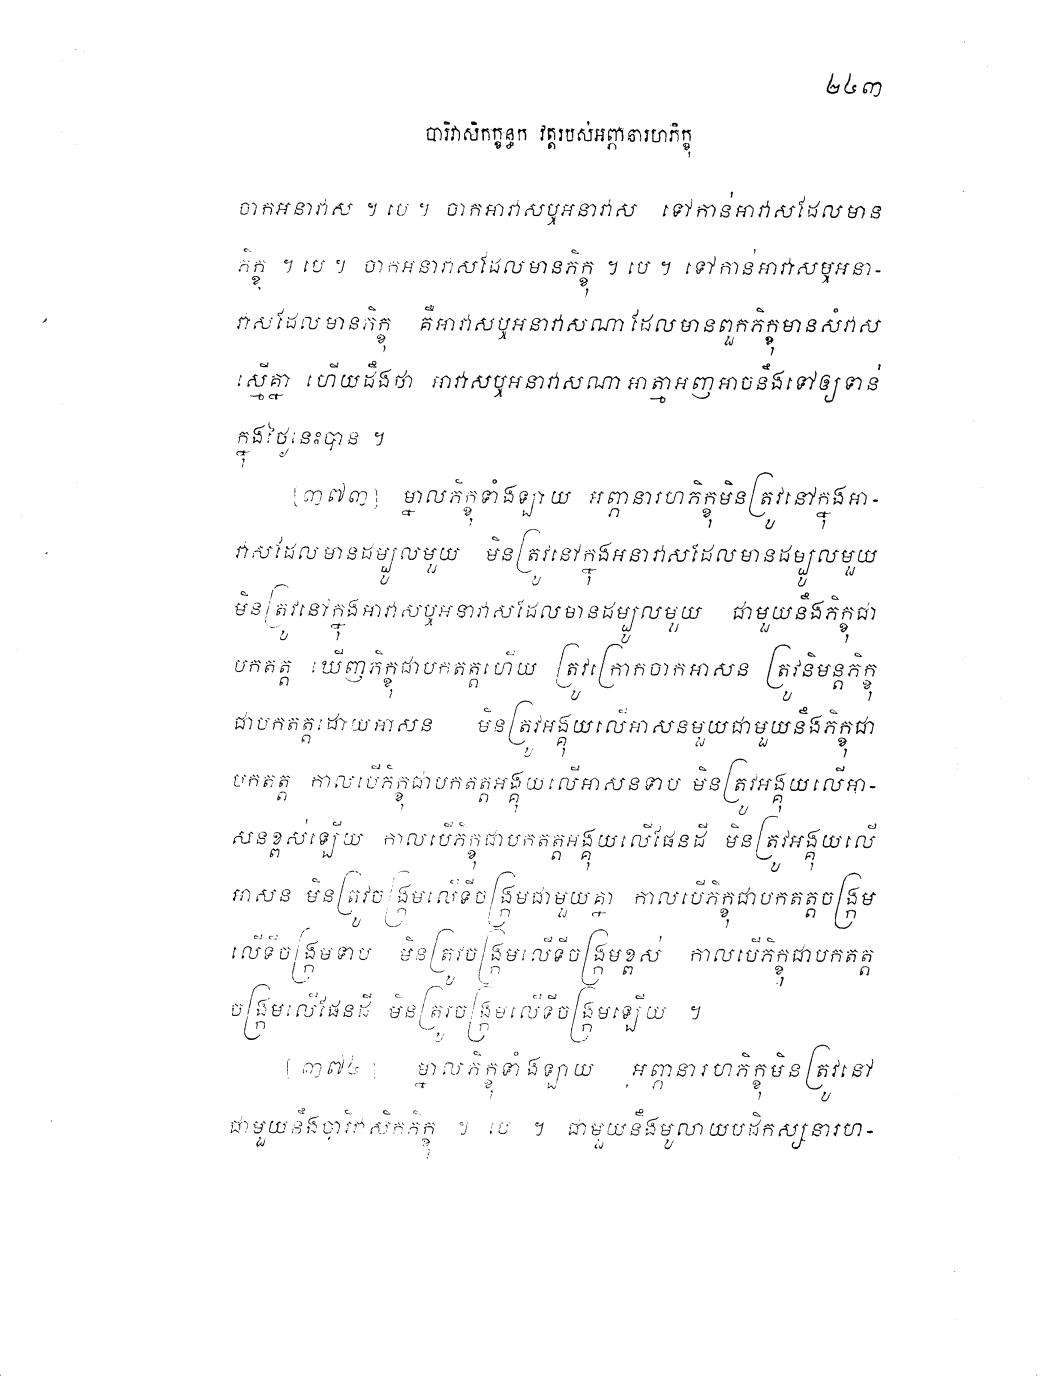 ២៤៣
បារិវាសិកក្ខន្ធក វត្តរបស់អព្ភានារហភិក្ខុ
ចាកអនាវាស ។ បេ ។ ចាកអាវាសឬអនាវាស ទៅកាន់អាវាសដែលមាន
ភិក្ខុ ។ បេ ។ ចាកអនាវាសដែលមានភិក្ខុ ។ បេ ។ ទៅកាន់អាវាសឬអនា-
វាសដែលមានភិក្ខុ គឺអាវាសឬអនាវាសណា ដែលមានពួកភិក្ខុមានសំវាស
ស្មើគ្នា ហើយដឹងថា អាវាសឬអនាវាសណា អាត្មាអញអាចនឹងទៅឲ្យទាន់
ក្នុងថ្ងៃនេះបាន ។
[៣៧៣] ម្នាលភិក្ខុទាំងឡាយ អព្ភានារហភិក្ខុមិនត្រូវនៅក្នុងអា-
វាសដែលមានដម្បូលមួយ មិនត្រូវនៅក្នុងអនាវាសដែលមានដម្បូលមួយ
មិនត្រូវនៅក្នុងអាវាសឬអនាវាសដែលមានដម្បូលមួយ ជាមួយនឹងភិក្ខុជា
បកតត្ត ឃើញភិក្ខុជាបកតត្តហើយ ត្រូវក្រោកចាកអាសន ត្រូវនិមន្តភិក្ខុ
ជាបកតត្តដោយអាសន មិនត្រូវអង្គុយលើអាសនមួយជាមួយនឹងភិក្ខុជា
បកតត្ត កាលបើភិក្ខុជាបកតត្តអង្គុយលើអាសនទាប មិនត្រូវអង្គុយលើអា-
សនខ្ពស់ឡើយ កាលបើភិក្ខុជាបកតត្តអង្គុយលើផែនដី មិនត្រូវអង្គុយលើ
អាសន មិនត្រូវចង្ក្រមលើទីចង្ក្រមជាមួយគ្នា កាលបើភិក្ខុជាបកតត្តចង្ក្រម
លើទីចង្ក្រមទាប មិនត្រូវចង្ក្រមលើទីចង្ក្រមខ្ពស់ កាលបើភិក្ខុជាបកតត្ត
ចង្ក្រមលើផែនដី មិនត្រូវចង្ក្រមលើទីចង្ក្រមឡើយ ។
[៣៧៤] ម្នាលភិក្ខុទាំងឡាយ អព្ភានារហភិក្ខុមិនត្រូវនៅ
ជាមួយនឹងបារិវាសិកភិក្ខុ ។ បេ ។ ជាមួយនឹងមូលាយបដិកស្សនារហ-